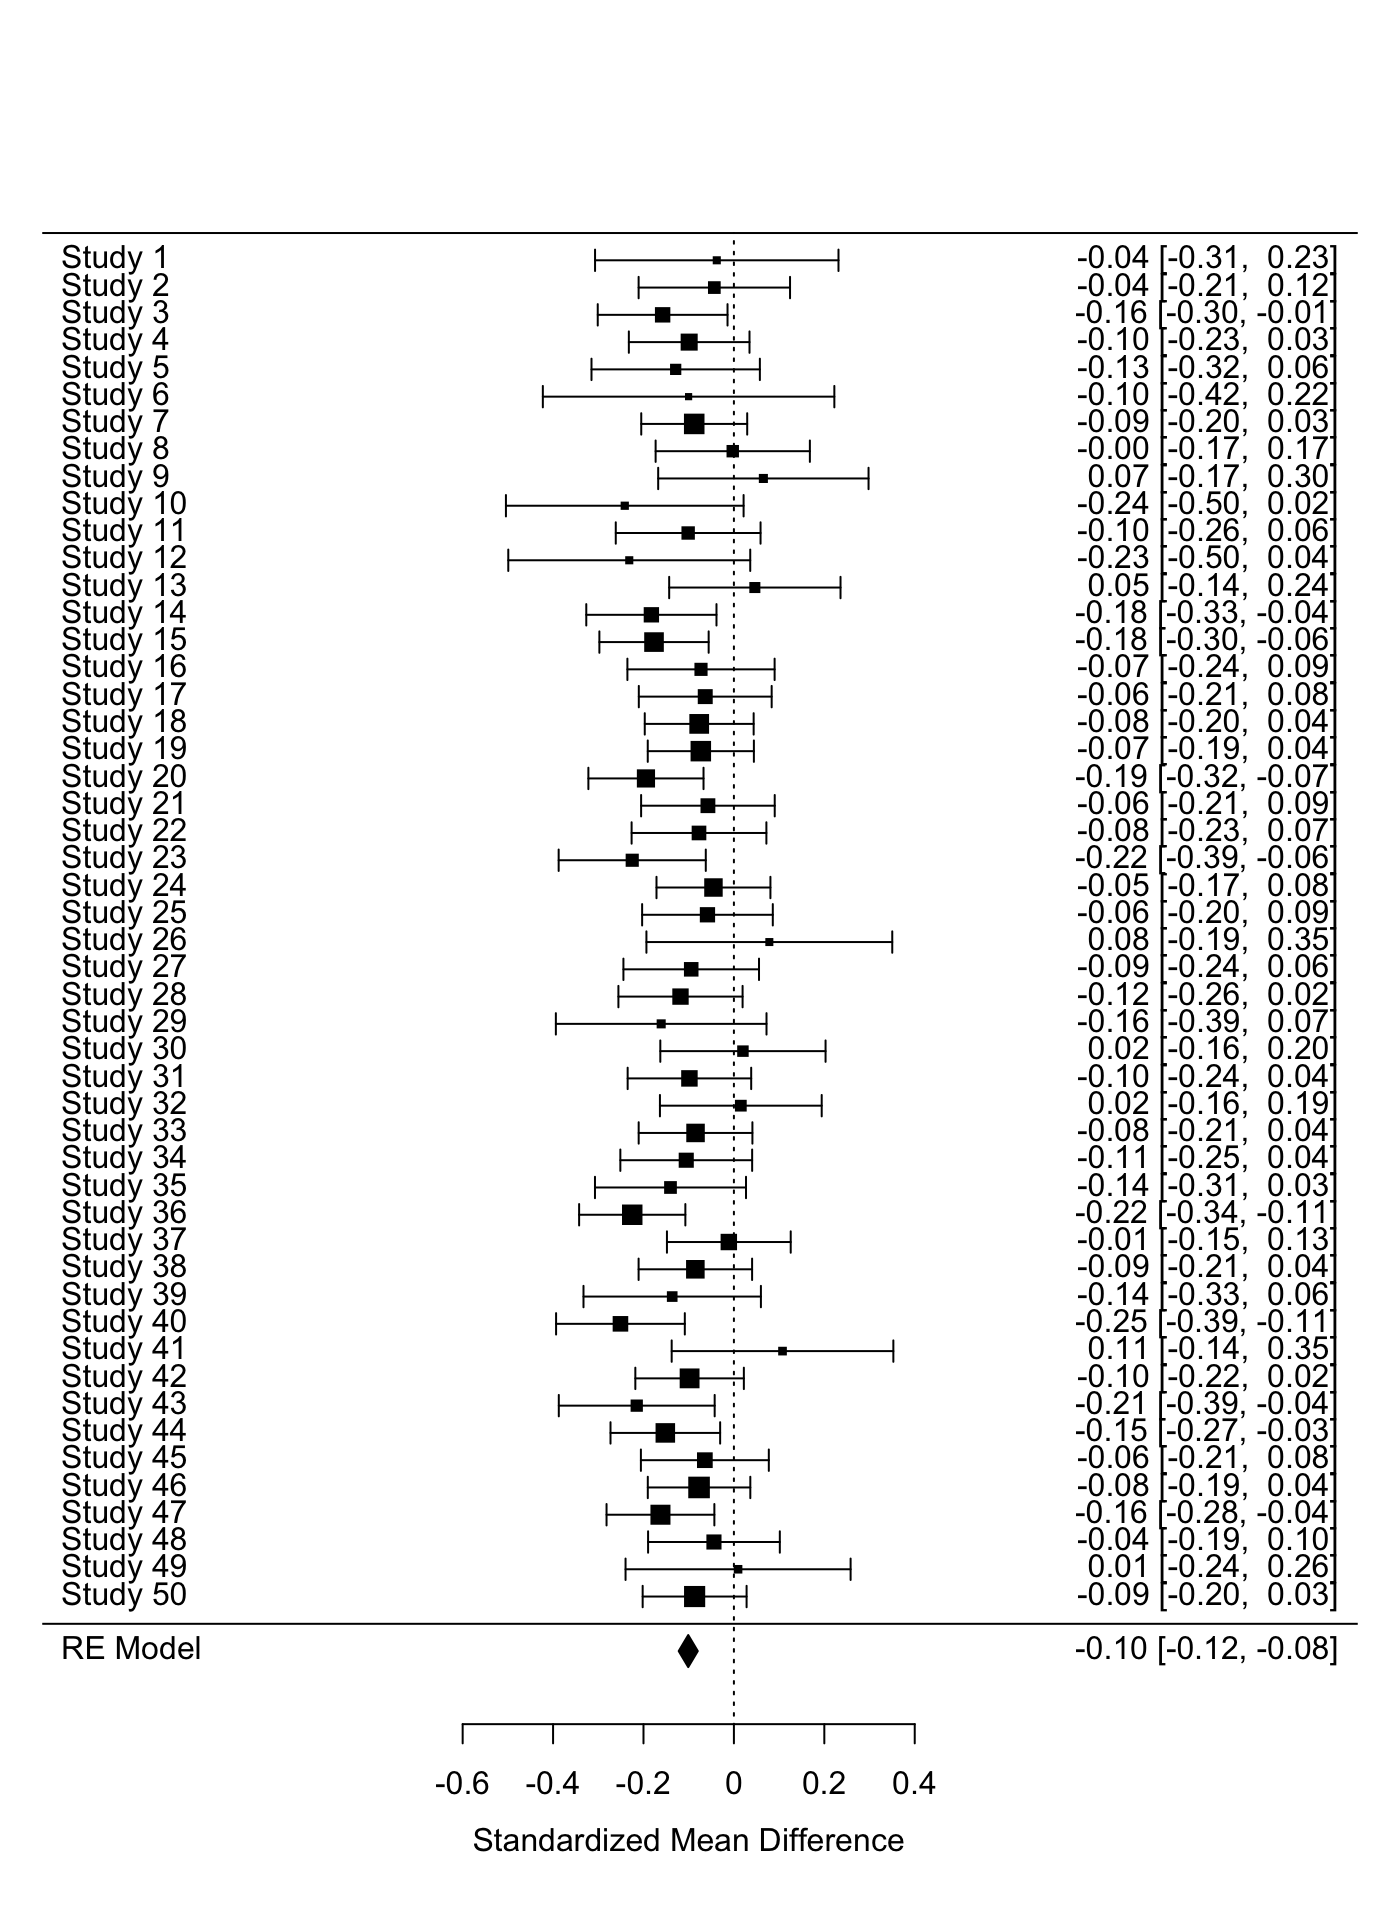 Study 1 -0.04 [-0.31, 0.23]
Study 2 -0.04 [-0.21, 0.12]
Study 3 -0.16 [-0.30, -0.01]
Study 4 -0.10 [-0.23, 0.03]
Study 5 -0.13 [-0.32, 0.06]
Study 6 -0.10 [-0.42, 0.22]
Study 7 -0.09 [-0.20, 0.03]
Study 8 -0.00 [-0.17, 0.17]
Study 9 0.07 [-0.17, 0.30]
Study 10 -0.24 [-0.50, 0.02]
Study 11 -0.10 [-0.26, 0.06]
Study 12 -0.23 [-0.50, 0.04]
Study 13 0.05 [-0.14, 0.24]
Study 14 -0.18 [-0.33, -0.04]
Study 15 -0.18 [-0.30, -0.06]
Study 16 -0.07 [-0.24, 0.09]
Study 17 -0.06 [-0.21, 0.08]
Study 18 -0.08 [-0.20, 0.04]
Study 19 -0.07 [-0.19, 0.04]
Study 20 -0.19 [-0.32, -0.07]
Study 21 -0.06 [-0.21, 0.09]
Study 22 -0.08 [-0.23, 0.07]
Study 23 -0.22 [-0.39, -0.06]
Study 24 -0.05 [-0.17, 0.08]
Study 25 -0.06 [-0.20, 0.09]
Study 26 0.08 [-0.19, 0.35]
Study 27 -0.09 [-0.24, 0.06]
Study 28 -0.12 [-0.26, 0.02]
Study 29 -0.16 [-0.39, 0.07]
Study 30 0.02 [-0.16, 0.20]
Study 31 -0.10 [-0.24, 0.04]
Study 32 0.02 [-0.16, 0.19]
Study 33 -0.08 [-0.21, 0.04]
Study 34 -0.11 [-0.25, 0.04]
Study 35 -0.14 [-0.31, 0.03]
Study 36 -0.22 [-0.34, -0.11]
Study 37 -0.01 [-0.15, 0.13]
Study 38 -0.09 [-0.21, 0.04]
Study 39 -0.14 [-0.33, 0.06]
Study 40 -0.25 [-0.39, -0.11]
Study 41 0.11 [-0.14, 0.35]
Study 42 -0.10 [-0.22, 0.02]
Study 43 -0.21 [-0.39, -0.04]
Study 44 -0.15 [-0.27, -0.03]
Study 45 -0.06 [-0.21, 0.08]
Study 46 -0.08 [-0.19, 0.04]
Study 47 -0.16 [-0.28, -0.04]
Study 48 -0.04 [-0.19, 0.10]
Study 49 0.01 [-0.24, 0.26]
Study 50 -0.09 [-0.20, 0.03]
RE Model -0.10 [-0.12, -0.08]
-0.6 -0.4 -0.2 0 0.2 0.4
Standardized Mean Difference